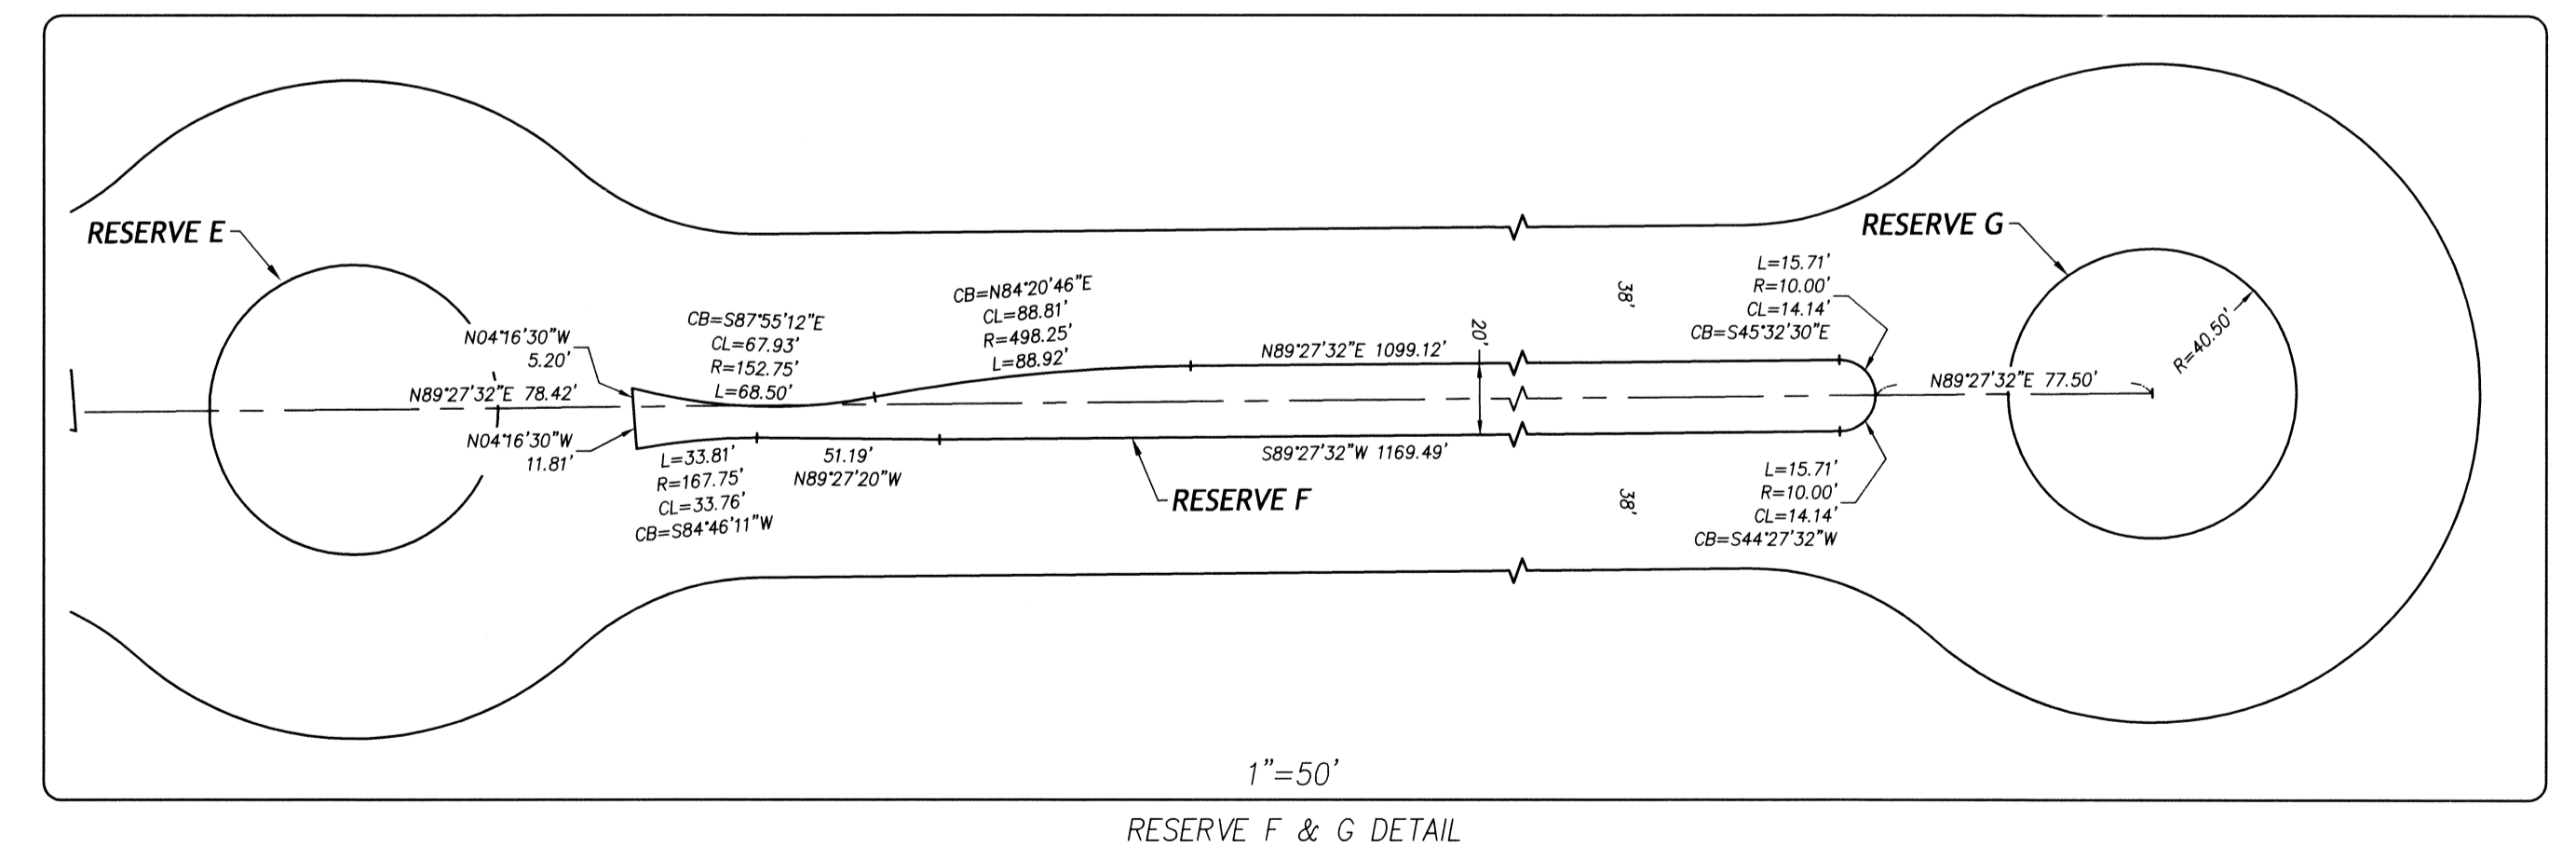 RESERVE E
RESERVE G
R=40.50'
N04°16'30"W
5.20'
N89°27'32"E 78.42'
N04°16'30"W
11.81'
CB=S87°55'12"E
CL=67.93'
R=152.75'
L=68.50'
CB=N84°20'46"E
CL=88.81'
R=498.25'
L=88.92'
N89°27'32"E 1099.12'
20'
38'
L=15.71'
R=10.00'
CL=14.14'
CB=S45°32'30"E
N89°27'32"E 77.50'
L=33.81'
R=167.75'
CL=33.76'
CB=S84°46'11"W
51.19'
N89°27'20"W
RESERVE F
S89°27'32"W 1169.49'
38'
L=15.71'
R=10.00'
CL=14.14'
CB=S44°27'32"W
1"=50'
RESERVE F & G DETAIL